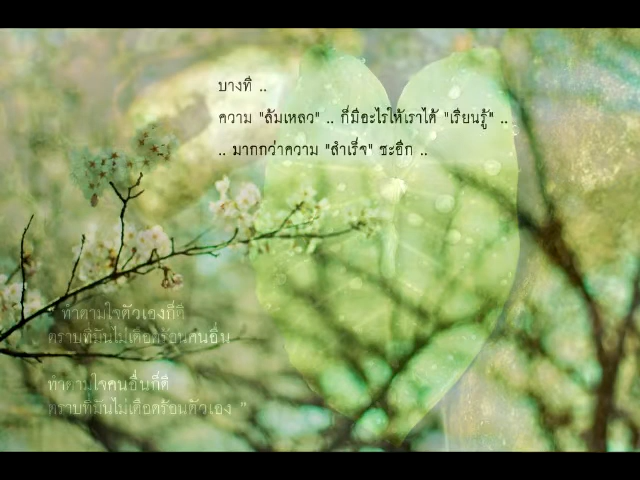 บางที ..
ความ "ล้มเหลว" .. ก็มีอะไรให้เราได้ "เรียนรู้" ..
.. มากกว่าความ "สำเร็จ" ซะอีก ..
" ทำตามใจตัวเองก็ดี
ตราบที่มันไม่เดือดร้อนคนอื่น
ทำตามใจคนอื่นก็ดี
ตราบที่มันไม่เดือดร้อนตัวเอง "